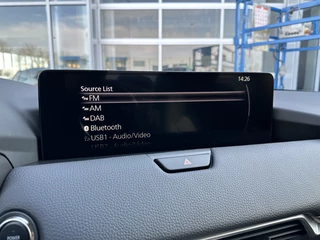 14:26
Source List
FM
AM
DAB
Bluetooth
USB1 - Audio/Video